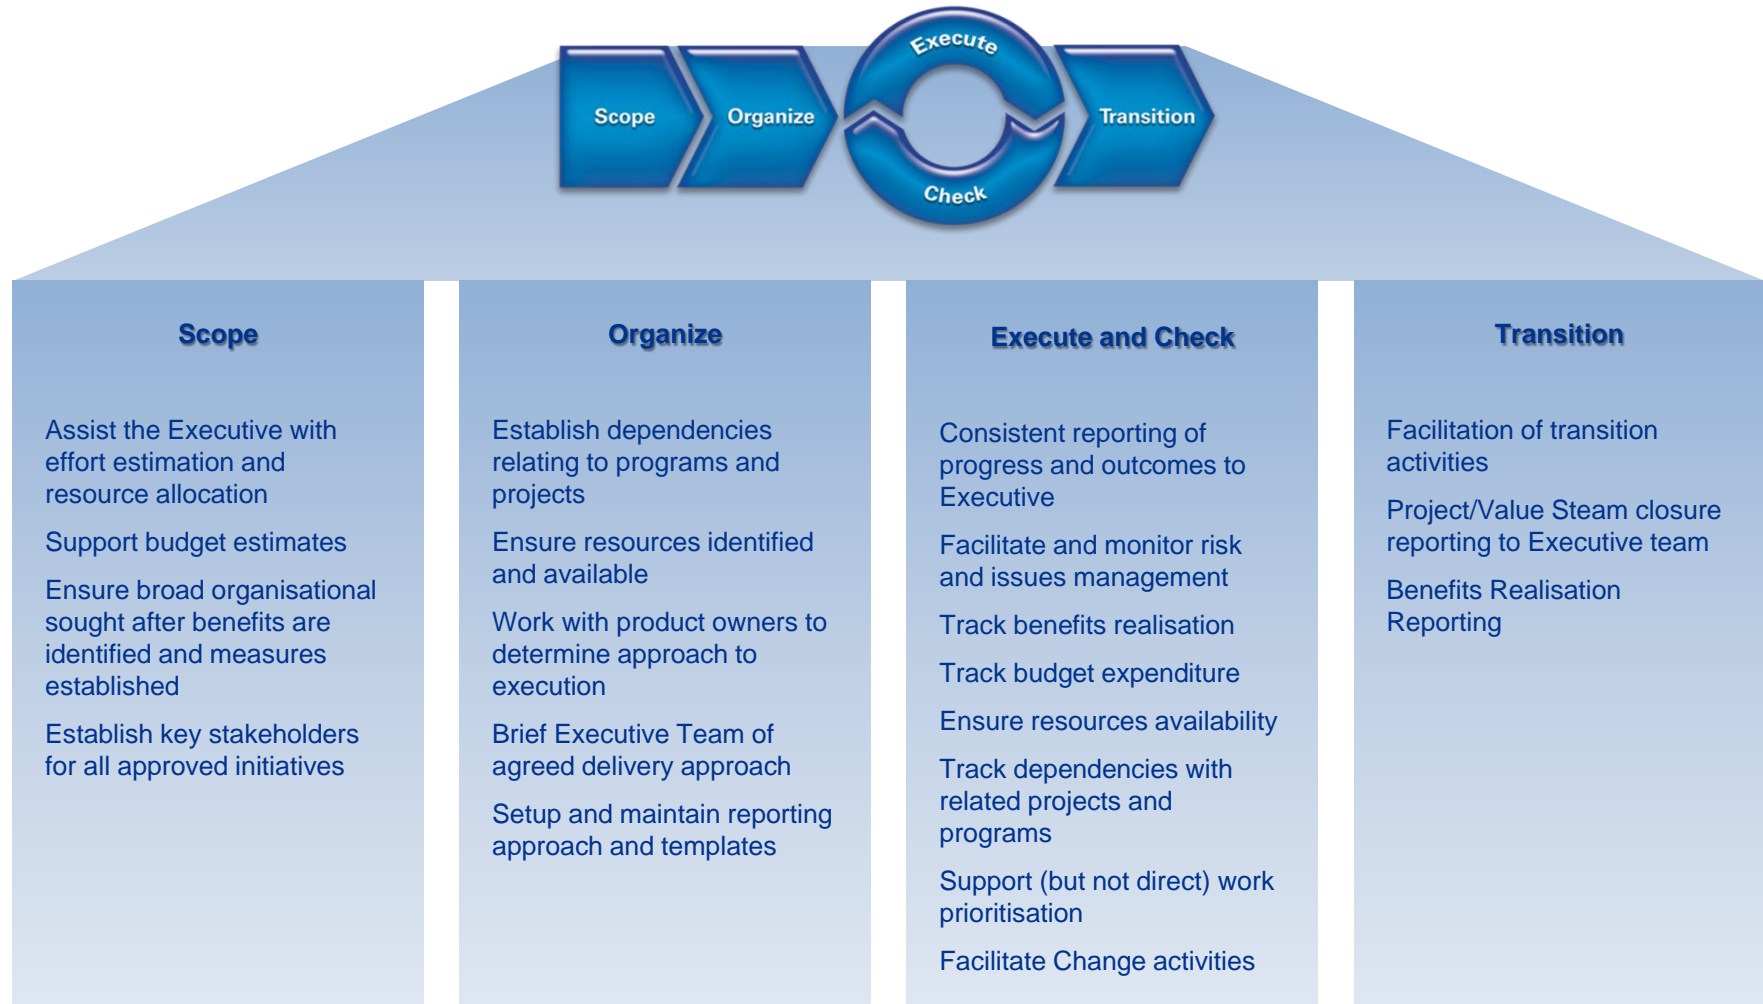 Execute
Scope
Organize
Transition
Check
Scope
Assist the Executive with
effort estimation and
resource allocation
Support budget estimates
Ensure broad organisational
sought after benefits are
identified and measures
established
Establish key stakeholders
for all approved initiatives
Organize
Establish dependencies
relating to programs and
projects
Ensure resources identified
and available
Work with product owners to
determine approach to
execution
Brief Executive Team of
agreed delivery approach
Setup and maintain reporting
approach and templates
Execute and Check
Consistent reporting of
progress and outcomes to
Executive
Facilitate and monitor risk
and issues management
Track benefits realisation
Track budget expenditure
Ensure resources availability
Track dependencies with
related projects and
programs
Support (but not direct) work
prioritisation
Facilitate Change activities
Transition
Facilitation of transition
activities
Project/Value Steam closure
reporting to Executive team
Benefits Realisation
Reporting